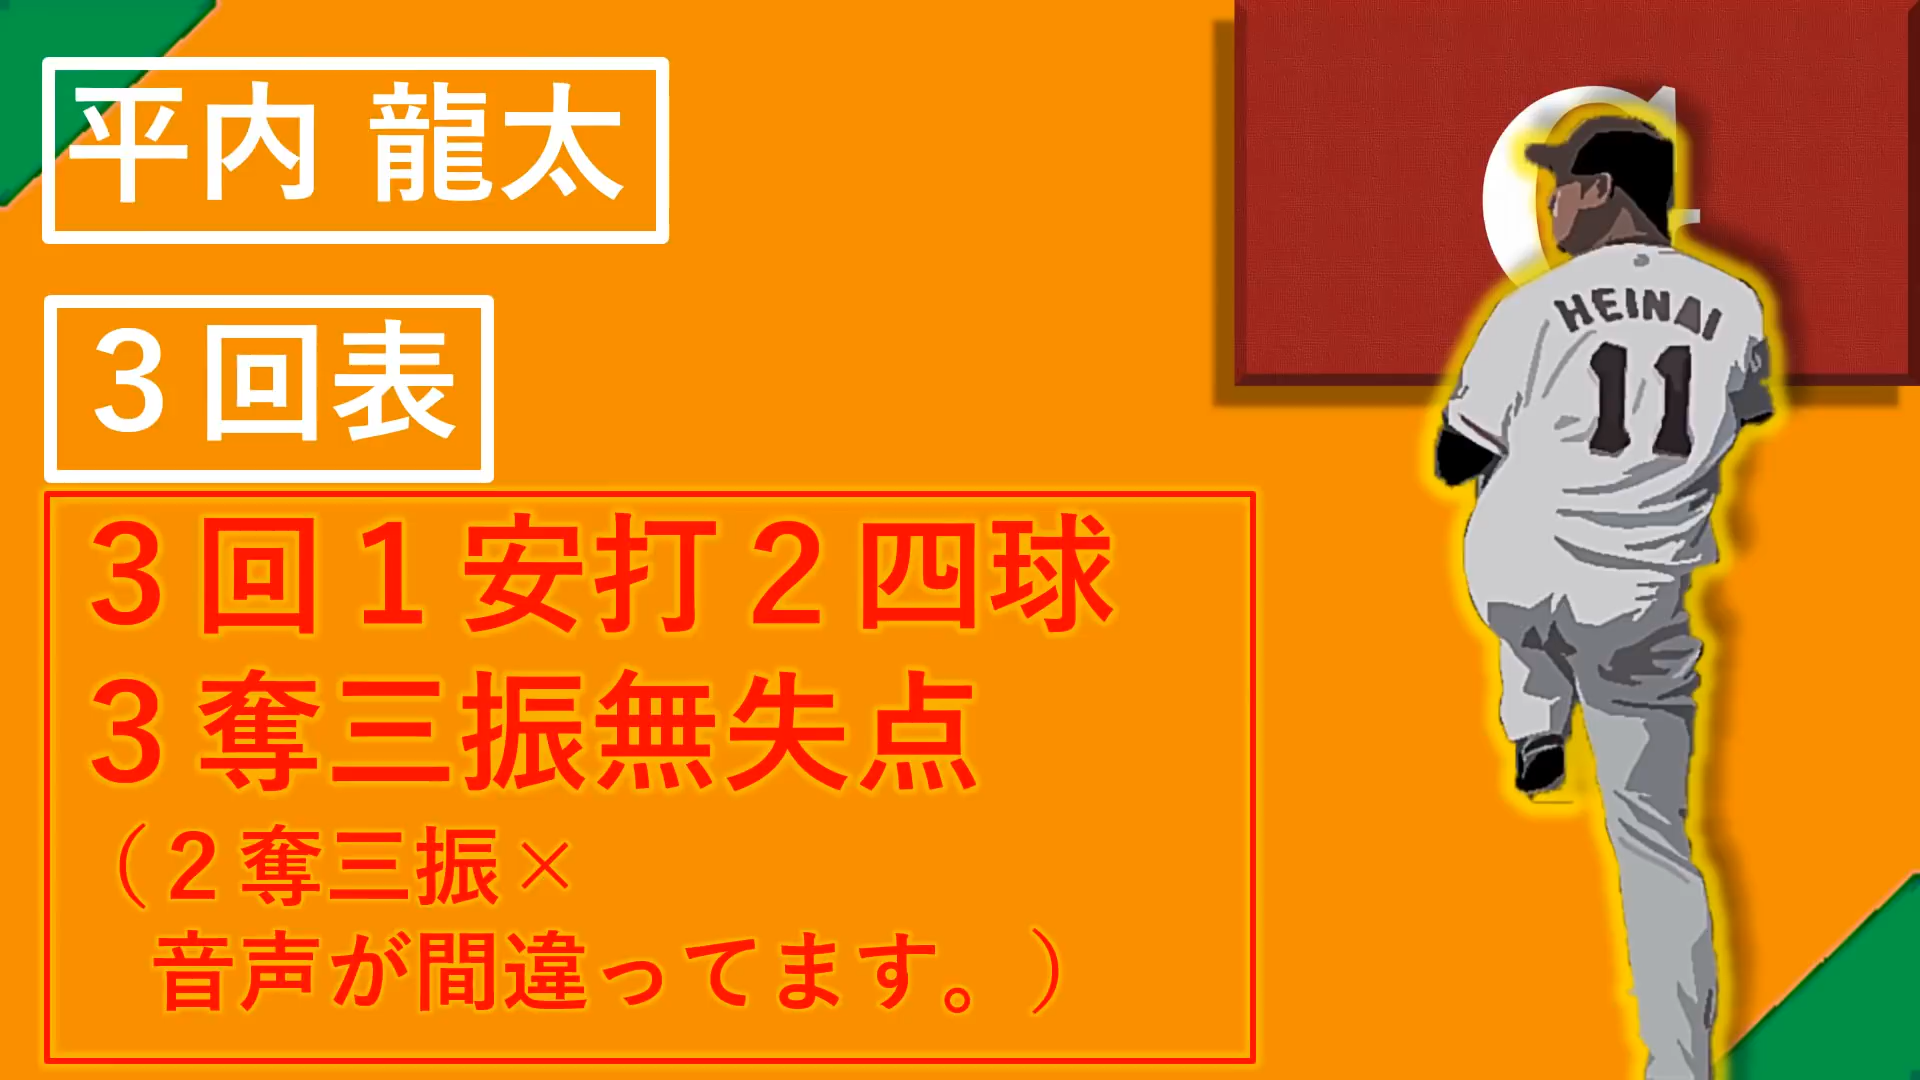 平内 龍太
３回表
３回１安打２四球
３奪三振無失点
（２奪三振×
音声が間違ってます。）
HEINAI
11